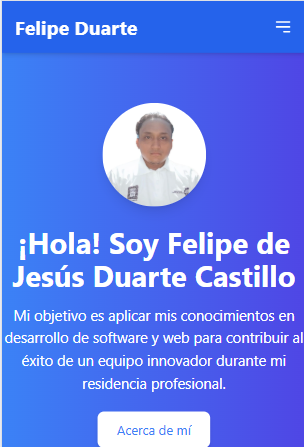 Felipe Duarte
¡Hola! Soy Felipe de
Jesús Duarte Castillo
Mi objetivo es aplicar mis conocimientos en
desarrollo de software y web para contribuir al
éxito de un equipo innovador durante mi
residencia profesional.
Acerca de mí